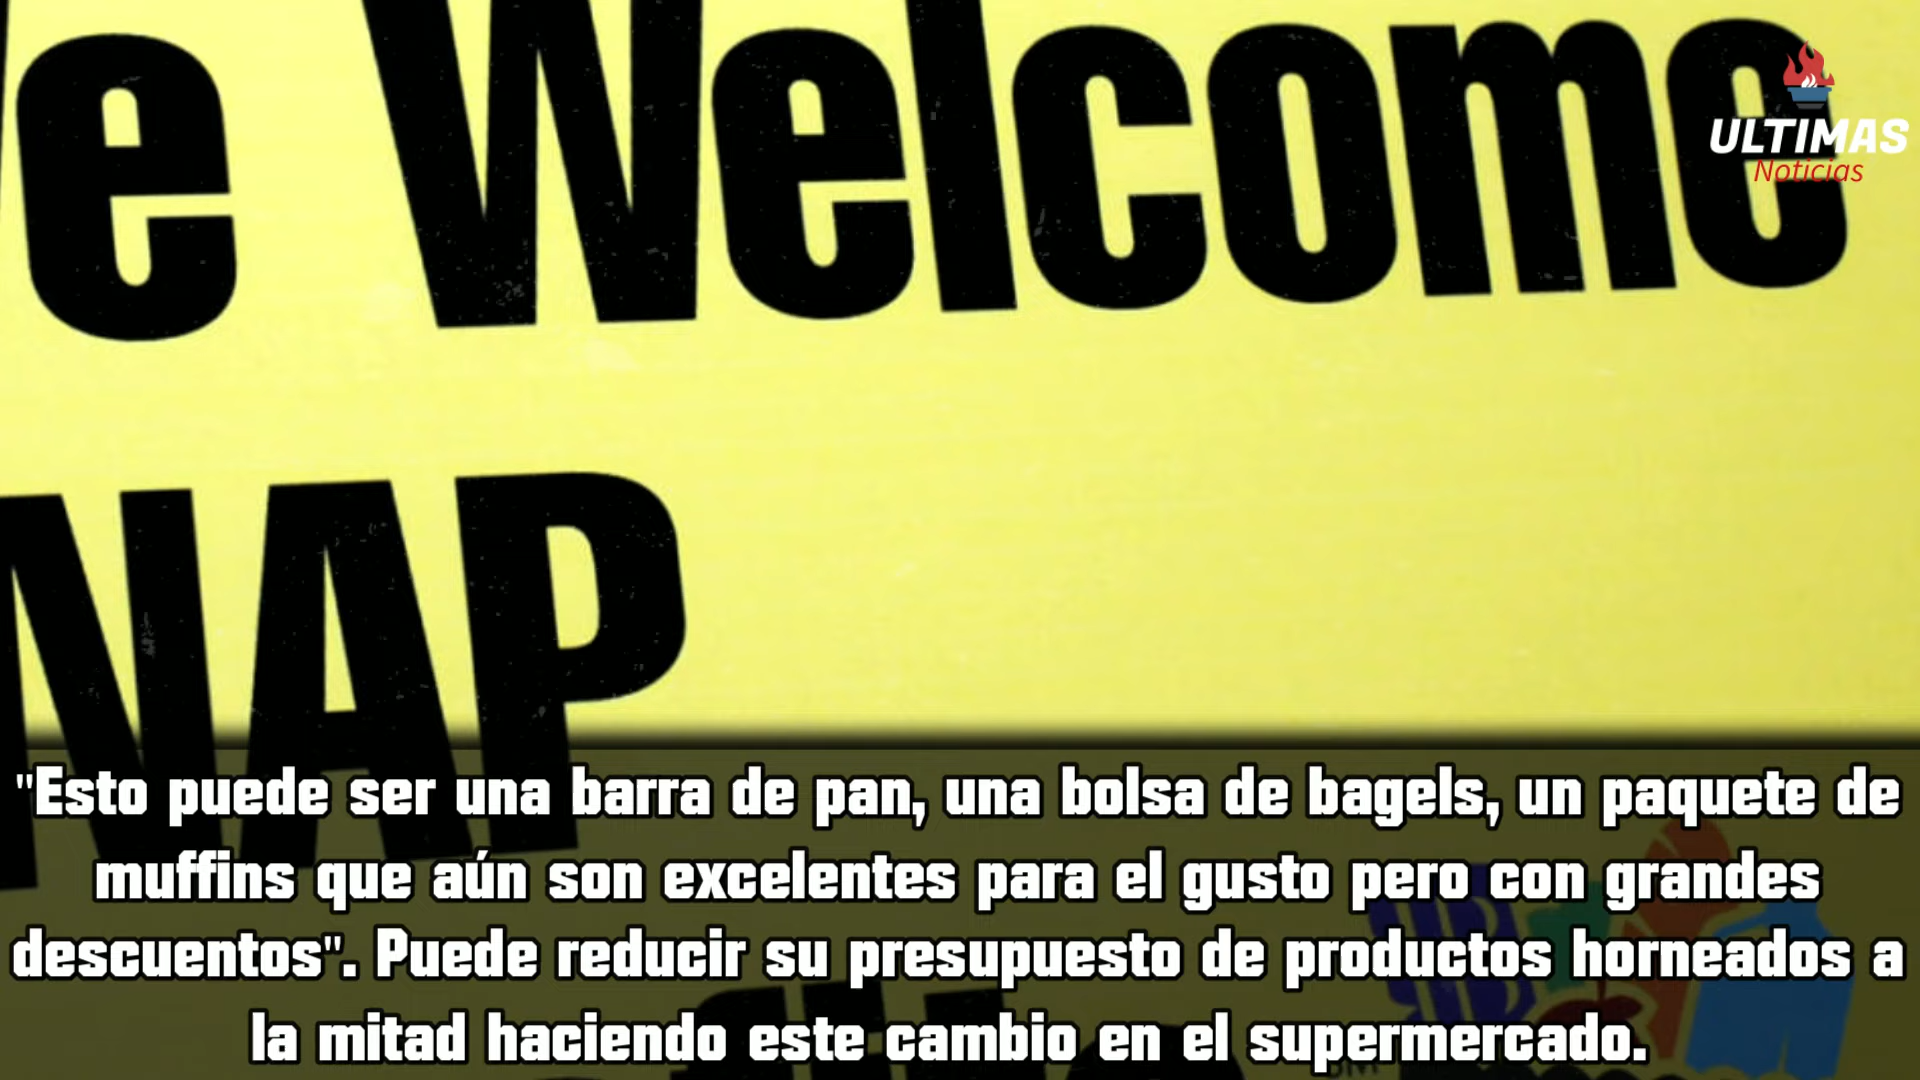 e Welcome
ULTIMAS
Noticias
NAP
"Esto puede ser una barra de pan, una bolsa de bagels, un paquete de
muffins que aún son excelentes para el gusto pero con grandes
descuentos". Puede reducir su presupuesto de productos horneados a
la mitad haciendo este cambio en el supermercado.